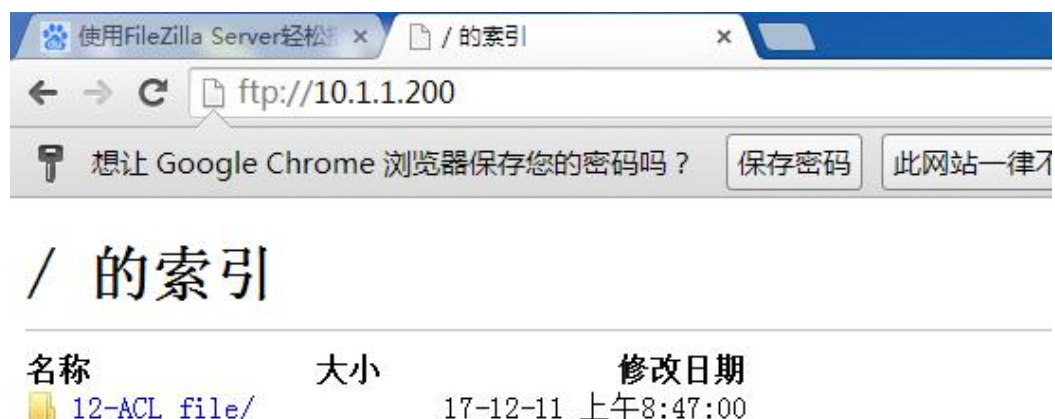 使用FileZilla Server轻松
/ 的索引
ftp://10.1.1.200
想让 Google Chrome 浏览器保存您的密码吗？ 保存密码 此网站一律不
/ 的索引
名称 大小 修改日期
12-ACL file/ 17-12-11 上午8:47:00